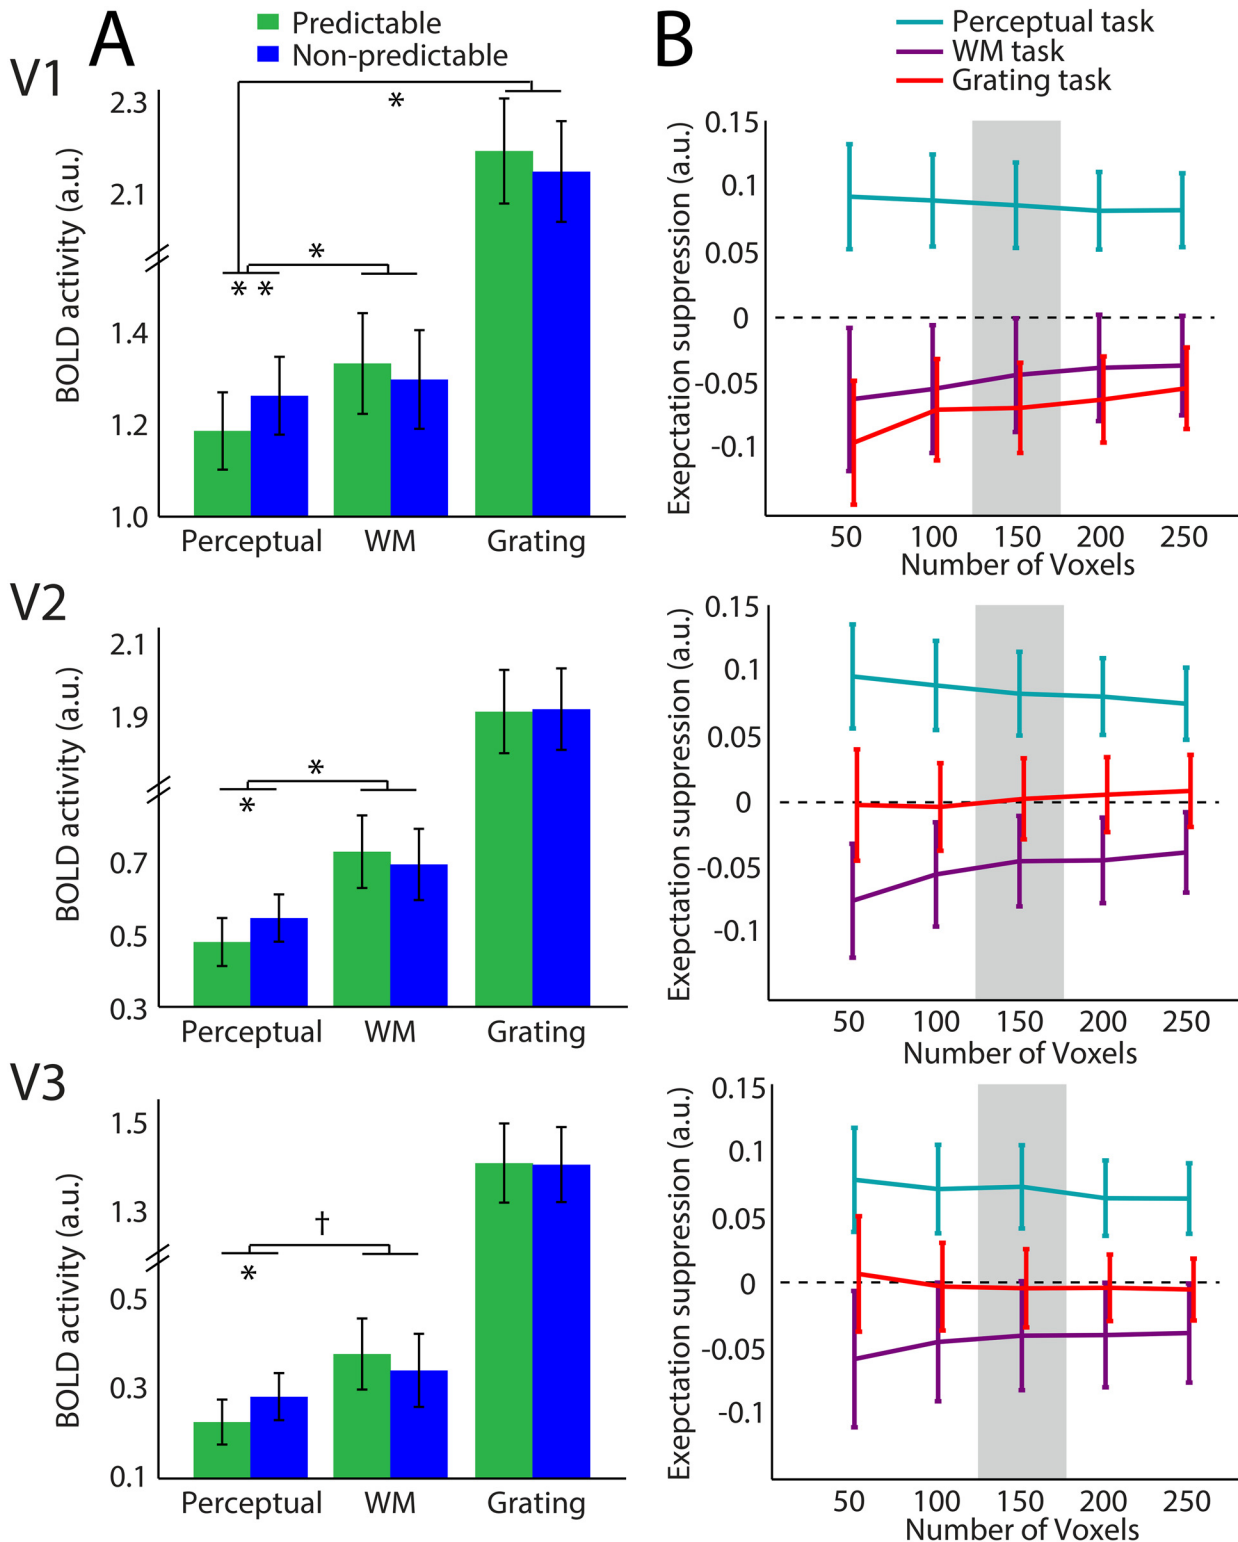 A
Predictable
Non-predictable
B
Perceptual task
WM task
Grating task
V1
BOLD activity (a.u.)
2.3
2.1
1.4
1.2
1.0
*
*
* *
Perceptual WM Grating
Exepctation suppression (a.u.)
0.15
0.1
0.05
0
-0.05
-0.1
50 100 150 200 250
Number of Voxels
V2
BOLD activity (a.u.)
2.1
1.9
0.7
0.5
0.3
*
*
Perceptual WM Grating
Exepctation suppression (a.u.)
0.15
0.1
0.05
0
-0.05
-0.1
50 100 150 200 250
Number of Voxels
V3
BOLD activity (a.u.)
1.5
1.3
0.5
0.3
0.1
†
*
Perceptual WM Grating
Exepctation suppression (a.u.)
0.15
0.1
0.05
0
-0.05
-0.1
50 100 150 200 250
Number of Voxels